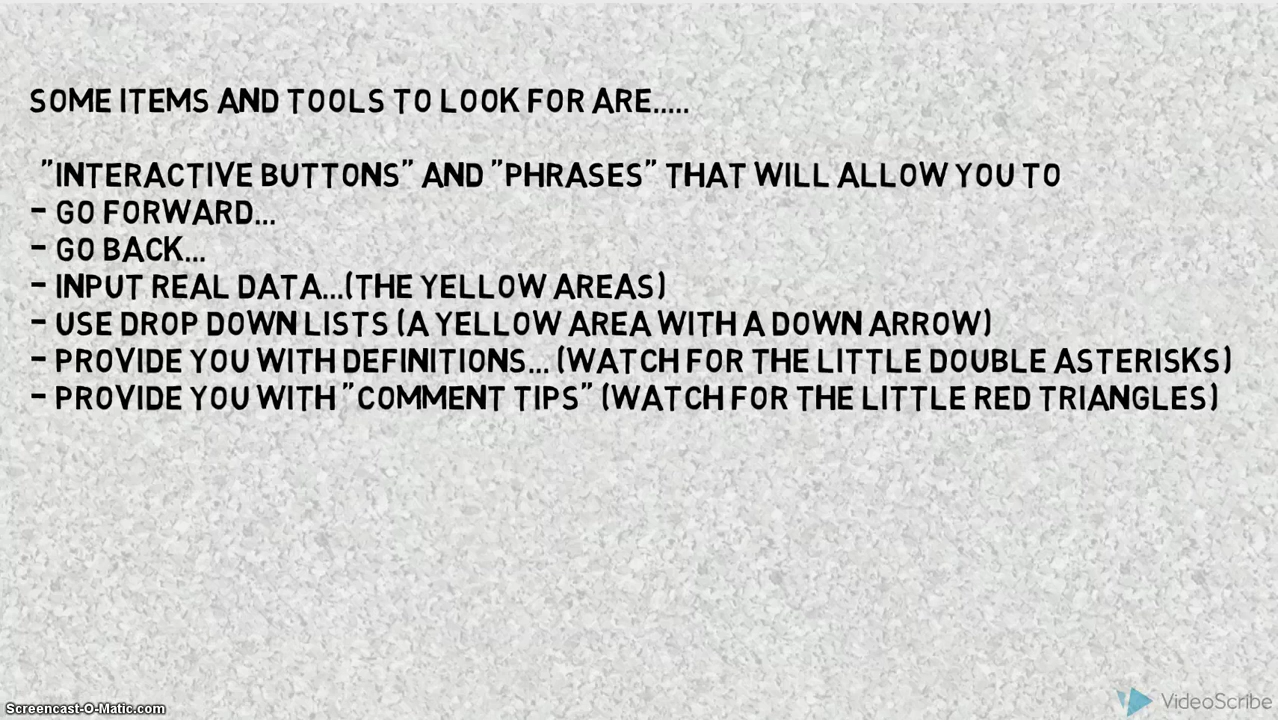 SOME ITEMS AND TOOLS TO LOOK FOR ARE.....
"INTERACTIVE BUTTONS" AND "PHRASES" THAT WILL ALLOW YOU TO
- GO FORWARD...
- GO BACK...
- INPUT REAL DATA...(THE YELLOW AREAS)
- USE DROP DOWN LISTS (A YELLOW AREA WITH A DOWN ARROW)
- PROVIDE YOU WITH DEFINITIONS... (WATCH FOR THE LITTLE DOUBLE ASTERISKS)
- PROVIDE YOU WITH "COMMENT TIPS" (WATCH FOR THE LITTLE RED TRIANGLES)
Screencast-O-Matic.com
VideoScribe